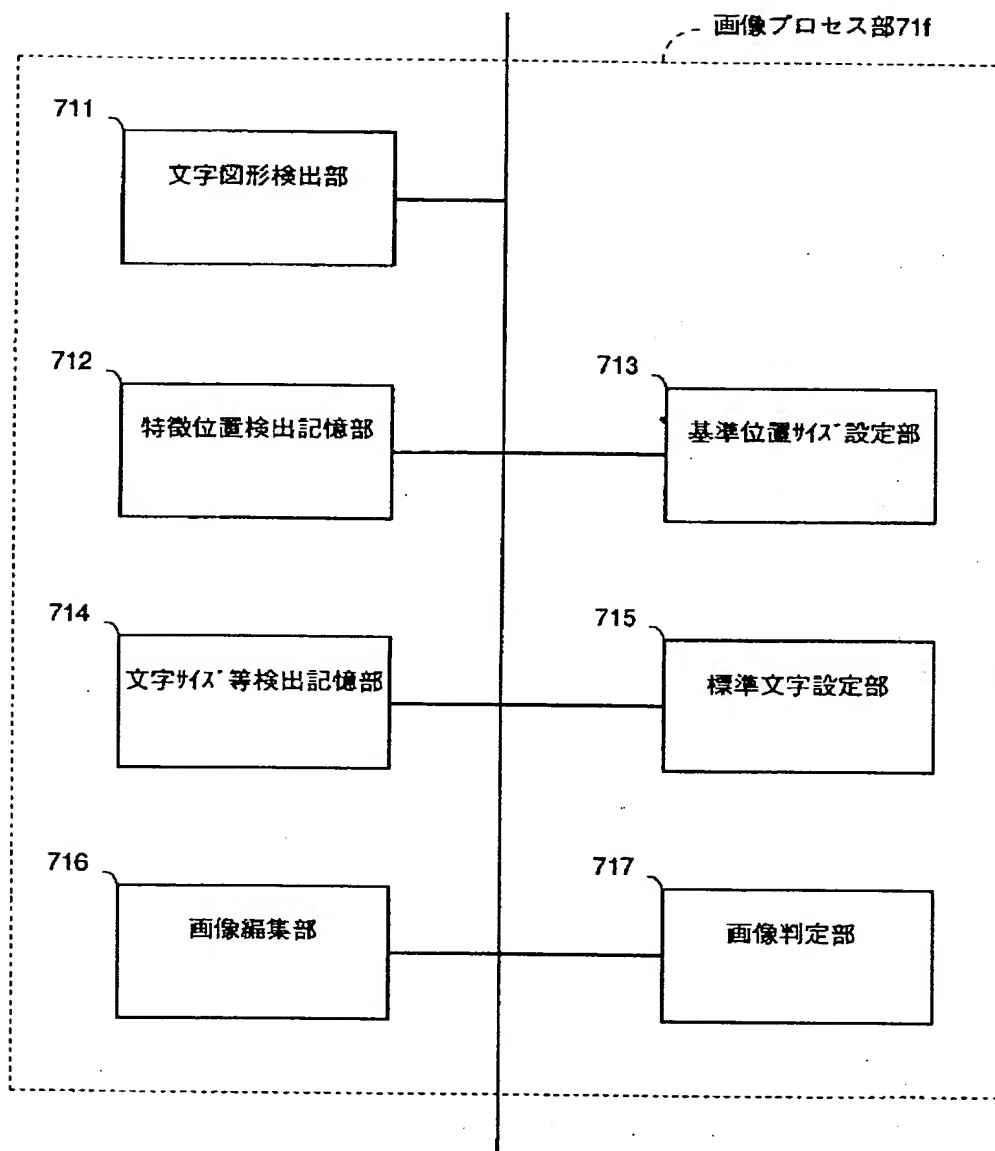 画像プロセス部71f
711
文字図形検出部
712
特徴位置検出記憶部
713
基準位置ｻｲｽﾞ設定部
714
文字ｻｲｽﾞ等検出記憶部
715
標準文字設定部
716
画像編集部
717
画像判定部